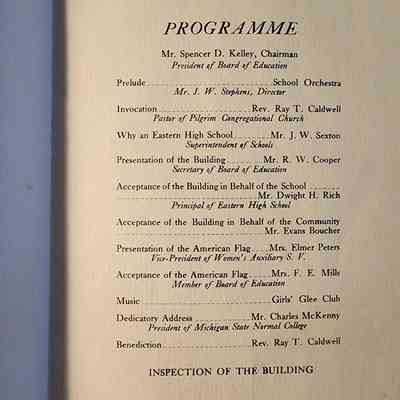 PROGRAMME
Mr. Spencer D. Kelley, Chairman
President of Board of Education
Prelude School Orchestra
Mr. J. W. Stephens, Director
Invocation Rev. Ray T. Caldwell
Pastor of Pilgrim Congregational Church
Why an Eastern High School Mr. J. W. Sexton
Superintendent of Schools
Presentation of the Building Mr. R. W. Cooper
Secretary of Board of Education
Acceptance of the Building in Behalf of the School
Mr. Dwight H. Rich
Principal of Eastern High School
Acceptance of the Building in Behalf of the Community
Mr. Evans Boucher
Presentation of the American Flag Mrs. Elmer Peters
Vice-President of Women's Auxiliary S. V.
Acceptance of the American Flag Mrs. F. E. Mills
Member of Board of Education
Music Girls' Glee Club
Dedicatory Address Mr. Charles McKenny
President of Michigan State Normal College
Benediction Rev. Ray T. Caldwell
INSPECTION OF THE BUILDING